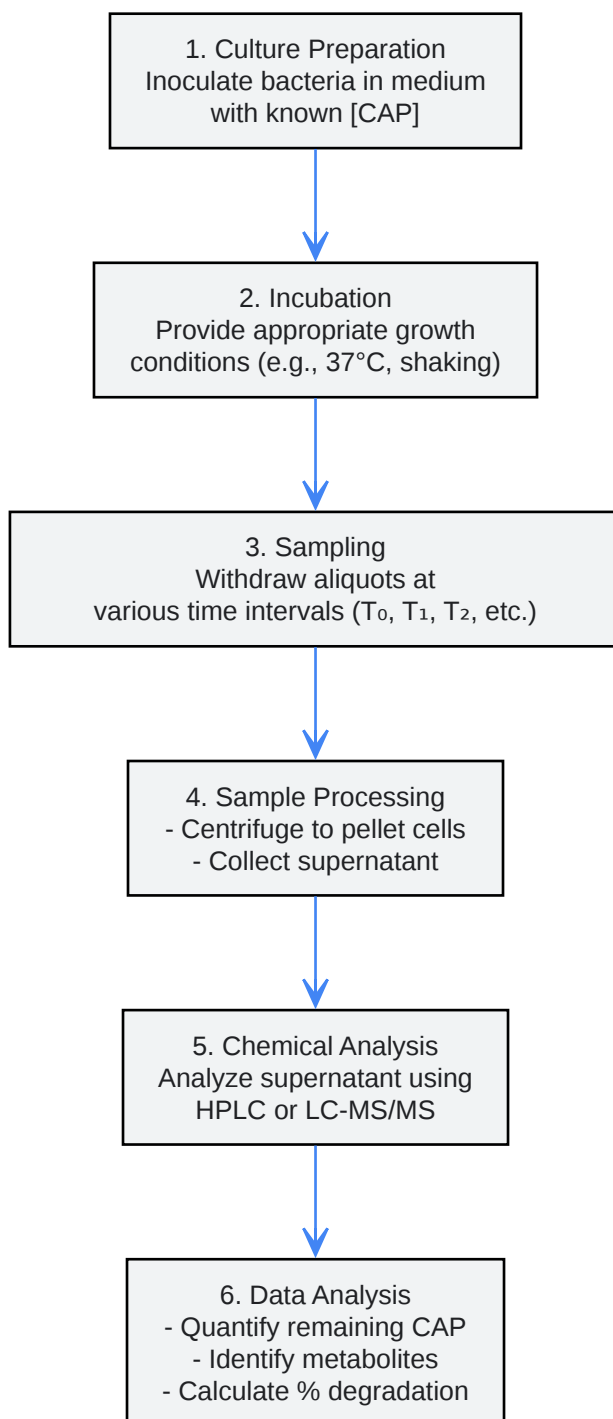 1. Culture Preparation
Inoculate bacteria in medium
with known [CAP]
2. Incubation
Provide appropriate growth
conditions (e.g., 37°C, shaking)
3. Sampling
Withdraw aliquots at
various time intervals (T₀, T₁, T₂, etc.)
4. Sample Processing
- Centrifuge to pellet cells
- Collect supernatant
5. Chemical Analysis
Analyze supernatant using
HPLC or LC-MS/MS
6. Data Analysis
- Quantify remaining CAP
- Identify metabolites
- Calculate % degradation